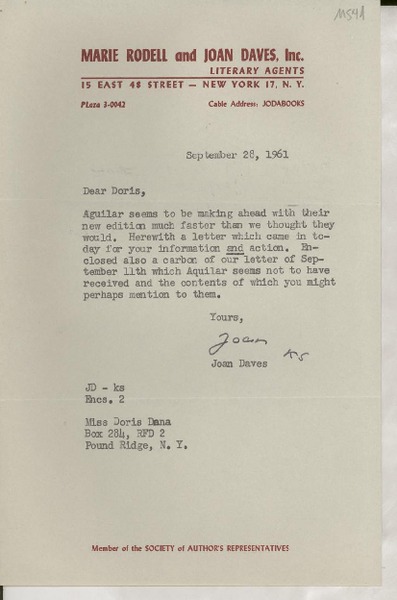 M541
MARIE RODELL and JOAN DAVES, Inc.
LITERARY AGENTS
15 EAST 48 STREET — NEW YORK 17, N. Y.
PLaza 3-0042 Cable Address: JODABOOKS
September 28, 1961
Dear Doris,
Aguilar seems to be making ahead with their
new edition much faster than we thought they
would. Herewith a letter which came in to-
day for your information and action. En-
closed also a carbon of our letter of Sep-
tember 11th which Aquilar seems not to have
received and the contents of which you might
perhaps mention to them.
Yours,
Joan
ks
Joan Daves
JD - ks
Encs. 2
Miss Doris Dana
Box 284, RFD 2
Pound Ridge, N. Y.
Member of the SOCIETY of AUTHOR'S REPRESENTATIVES